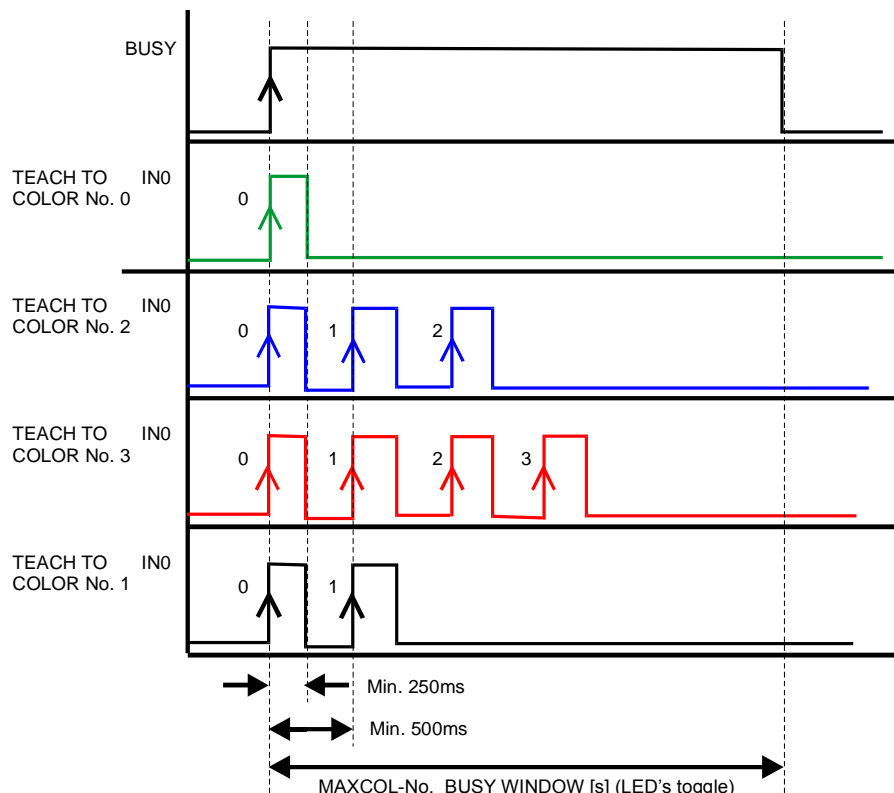 BUSY
TEACH TO IN0
COLOR No. 0
0
TEACH TO IN0
COLOR No. 2
0 1 2
TEACH TO IN0
COLOR No. 3
0 1 2 3
TEACH TO IN0
COLOR No. 1
0 1
Min. 250ms
Min. 500ms
MAXCOL-No. BUSY WINDOW [s] (LED's toggle)